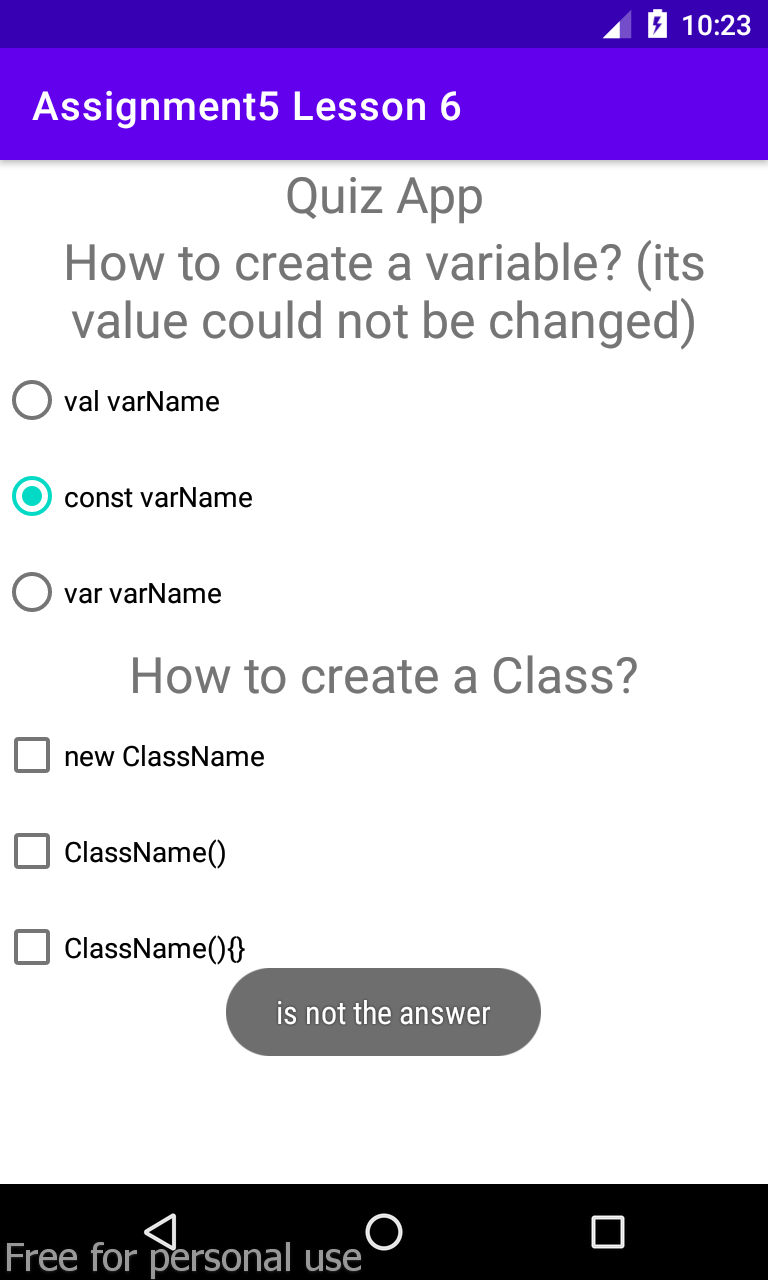 10:23
Assignment5 Lesson 6
Quiz App
How to create a variable? (its
value could not be changed)
val varName
const varName
var varName
How to create a Class?
new ClassName
ClassName()
ClassName(){}
is not the answer
Free for personal use